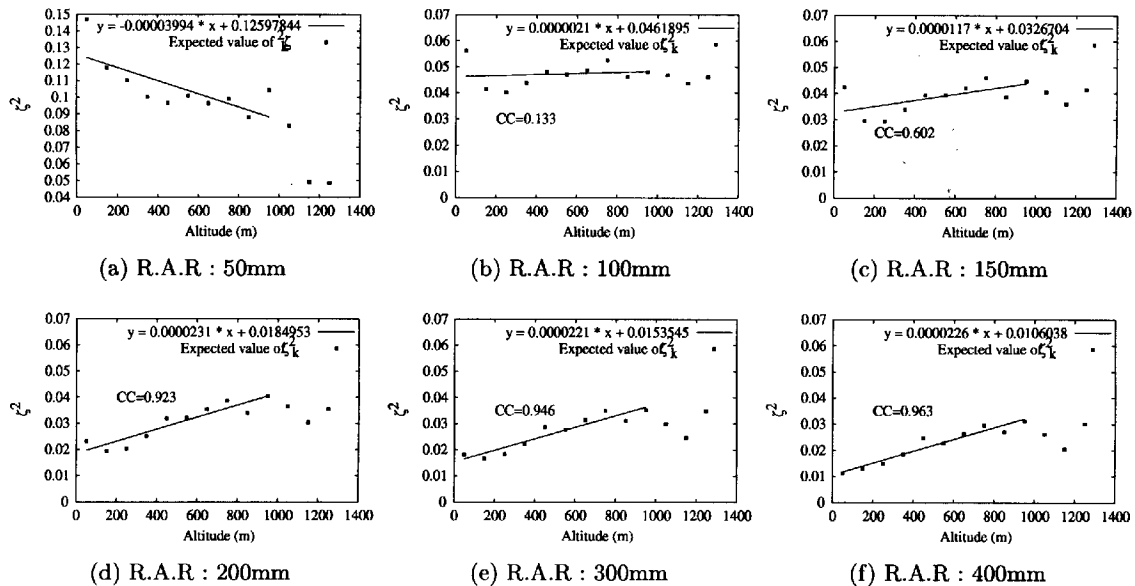 y = -0.00003994 * x + 0.12597844
Expected value of ζ²k
0.15
0.14
0.13
0.12
0.11
0.1
0.09
0.08
0.07
0.06
0.05
0.04
ζ²
0 200 400 600 800 1000 1200 1400
Altitude (m)
(a) R.A.R : 50mm
y = 0.0000021 * x + 0.0461895
Expected value of ζ²k
CC=0.133
0.07
0.06
0.05
0.04
0.03
0.02
0.01
0
ζ²
0 200 400 600 800 1000 1200 1400
Altitude (m)
(b) R.A.R : 100mm
y = 0.0000117 * x + 0.0326704
Expected value of ζ²k
CC=0.602
0.07
0.06
0.05
0.04
0.03
0.02
0.01
0
ζ²
0 200 400 600 800 1000 1200 1400
Altitude (m)
(c) R.A.R : 150mm
y = 0.0000231 * x + 0.0184953
Expected value of ζ²k
CC=0.923
0.07
0.06
0.05
0.04
0.03
0.02
0.01
0
ζ²
0 200 400 600 800 1000 1200 1400
Altitude (m)
(d) R.A.R : 200mm
y = 0.0000221 * x + 0.0153545
Expected value of ζ²k
CC=0.946
0.07
0.06
0.05
0.04
0.03
0.02
0.01
0
ζ²
0 200 400 600 800 1000 1200 1400
Altitude (m)
(e) R.A.R : 300mm
y = 0.0000226 * x + 0.0106038
Expected value of ζ²k
CC=0.963
0.07
0.06
0.05
0.04
0.03
0.02
0.01
0
ζ²
0 200 400 600 800 1000 1200 1400
Altitude (m)
(f) R.A.R : 400mm